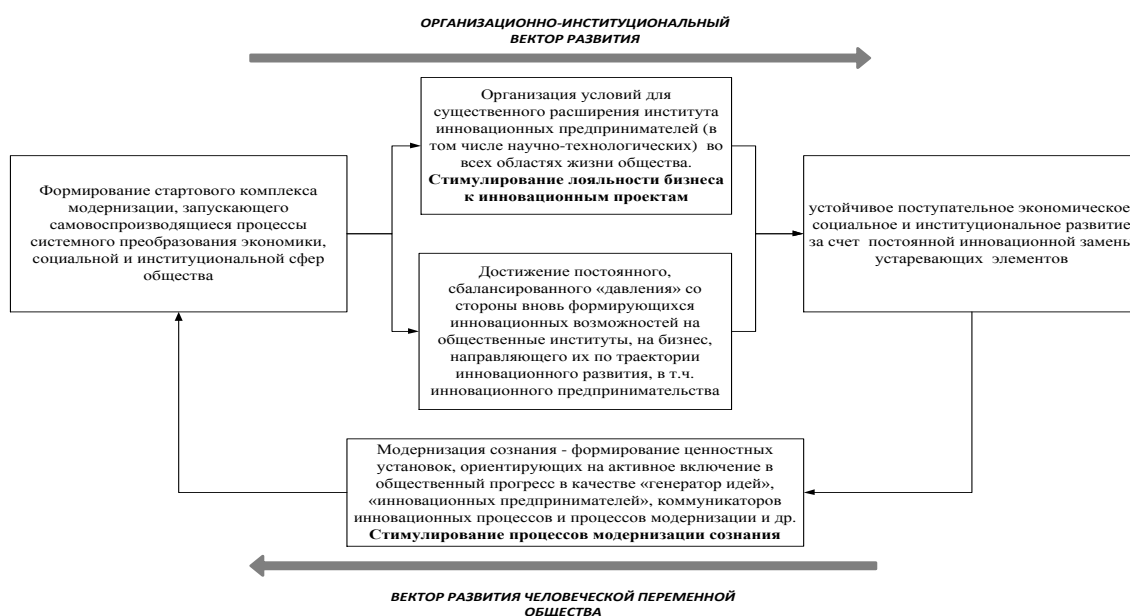 ОРГАНИЗАЦИОННО-ИНСТИТУЦИОНАЛЬНЫЙ
ВЕКТОР РАЗВИТИЯ
Формирование стартового комплекса
модернизации, запускающего
самовоспроизводящиеся процессы
системного преобразования экономики,
социальной и институциональной сфер
общества
Организация условий для
существенного расширения института
инновационных предпринимателей (в
том числе научно-технологических) во
всех областях жизни общества.
Стимулирование лояльности бизнеса
к инновационным проектам
Достижение постоянного,
сбалансированного «давления» со
стороны вновь формирующихся
инновационных возможностей на
общественные институты, на бизнес,
направляющего их по траектории
инновационного развития, в т.ч.
инновационного предпринимательства
устойчивое поступательное экономическое
социальное и институциональное развитие
за счет постоянной инновационной замены
устаревающих элементов
Модернизация сознания - формирование ценностных
установок, ориентирующих на активное включение в
общественный прогресс в качестве «генератор идей»,
«инновационных предпринимателей», коммуникаторов
инновационных процессов и процессов модернизации и др.
Стимулирование процессов модернизации сознания
ВЕКТОР РАЗВИТИЯ ЧЕЛОВЕЧЕСКОЙ ПЕРЕМЕННОЙ
ОБЩЕСТВА